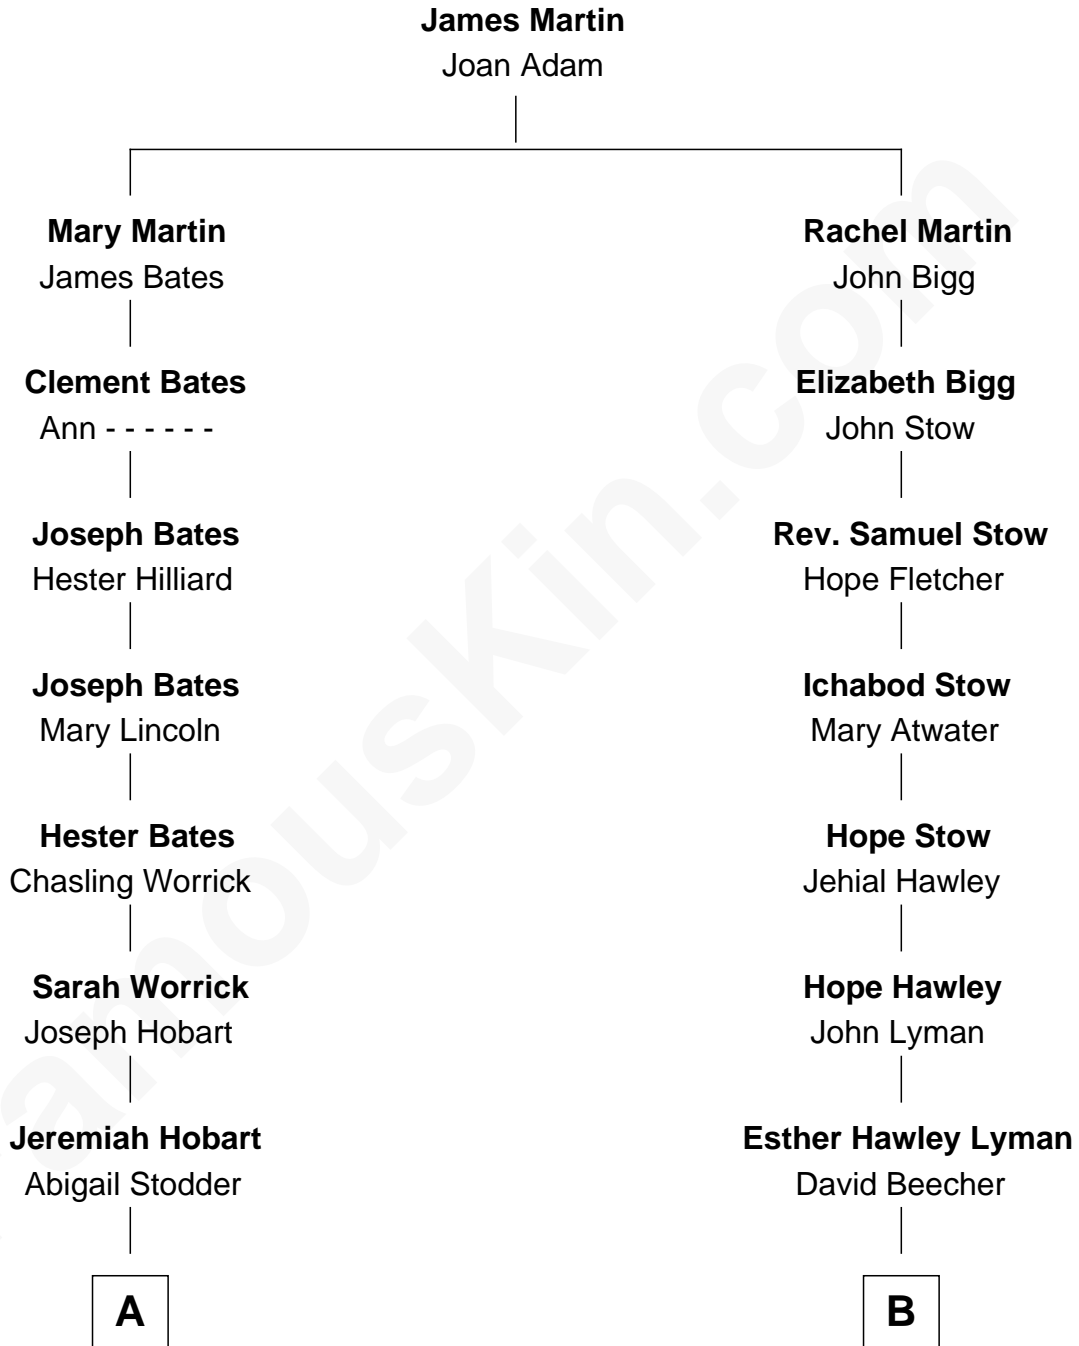 James Martin
Joan Adam
Mary Martin
James Bates
Rachel Martin
John Bigg
Clement Bates
Ann - - - - - -
Elizabeth Bigg
John Stow
Joseph Bates
Hester Hilliard
Rev. Samuel Stow
Hope Fletcher
Joseph Bates
Mary Lincoln
Ichabod Stow
Mary Atwater
Hester Bates
Chasling Worrick
Hope Stow
Jehial Hawley
Sarah Worrick
Joseph Hobart
Hope Hawley
John Lyman
Jeremiah Hobart
Abigail Stodder
Esther Hawley Lyman
David Beecher
A
B
amouskin.com